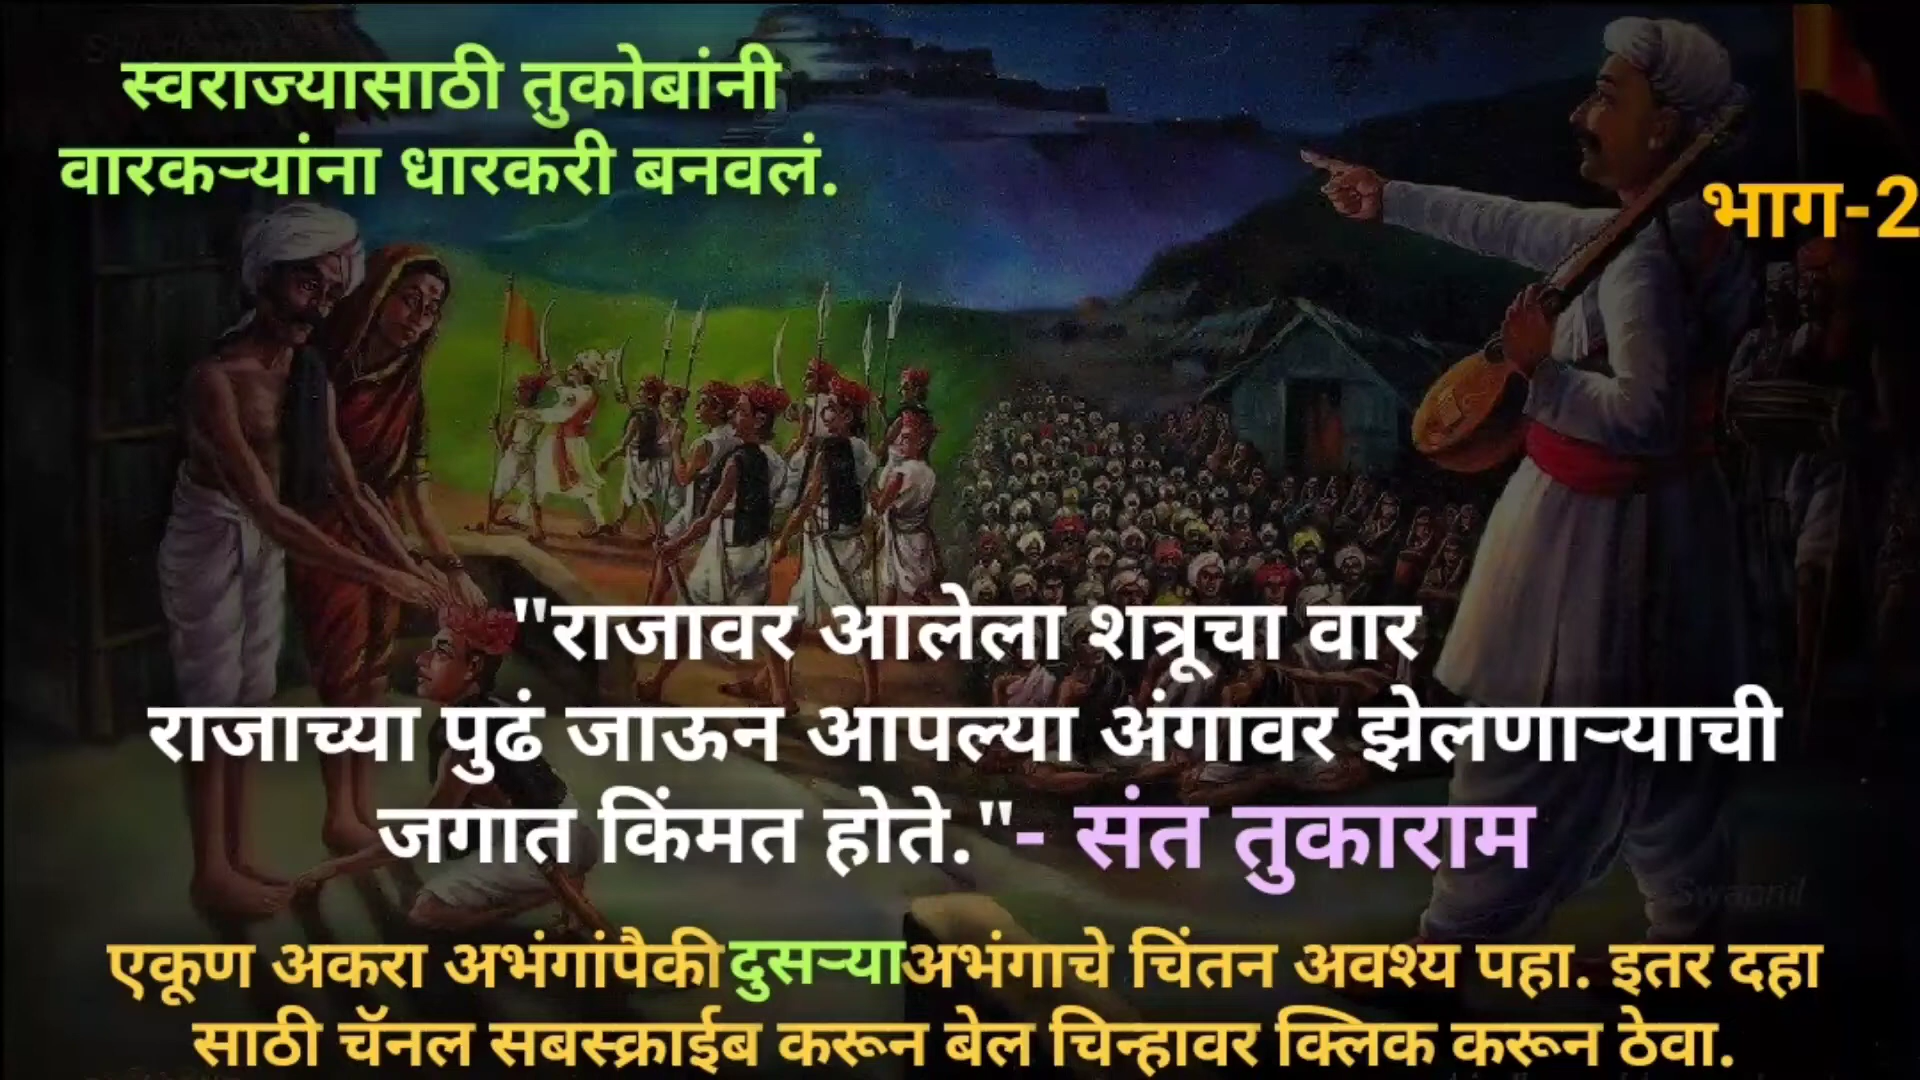 स्वराज्यासाठी तुकोबांनी
वारकऱ्यांना धारकरी बनवलं.
भाग-2
"राजावर आलेला शत्रूचा वार
राजाच्या पुढं जाऊन आपल्या अंगावर झेलणाऱ्याची
जगात किंमत होते."- संत तुकाराम
Swapnil
एकूण अकरा अभंगांपैकी दुसऱ्या अभंगाचे चिंतन अवश्य पहा. इतर दहा
साठी चॅनल सबस्क्राईब करून बेल चिन्हावर क्लिक करून ठेवा.